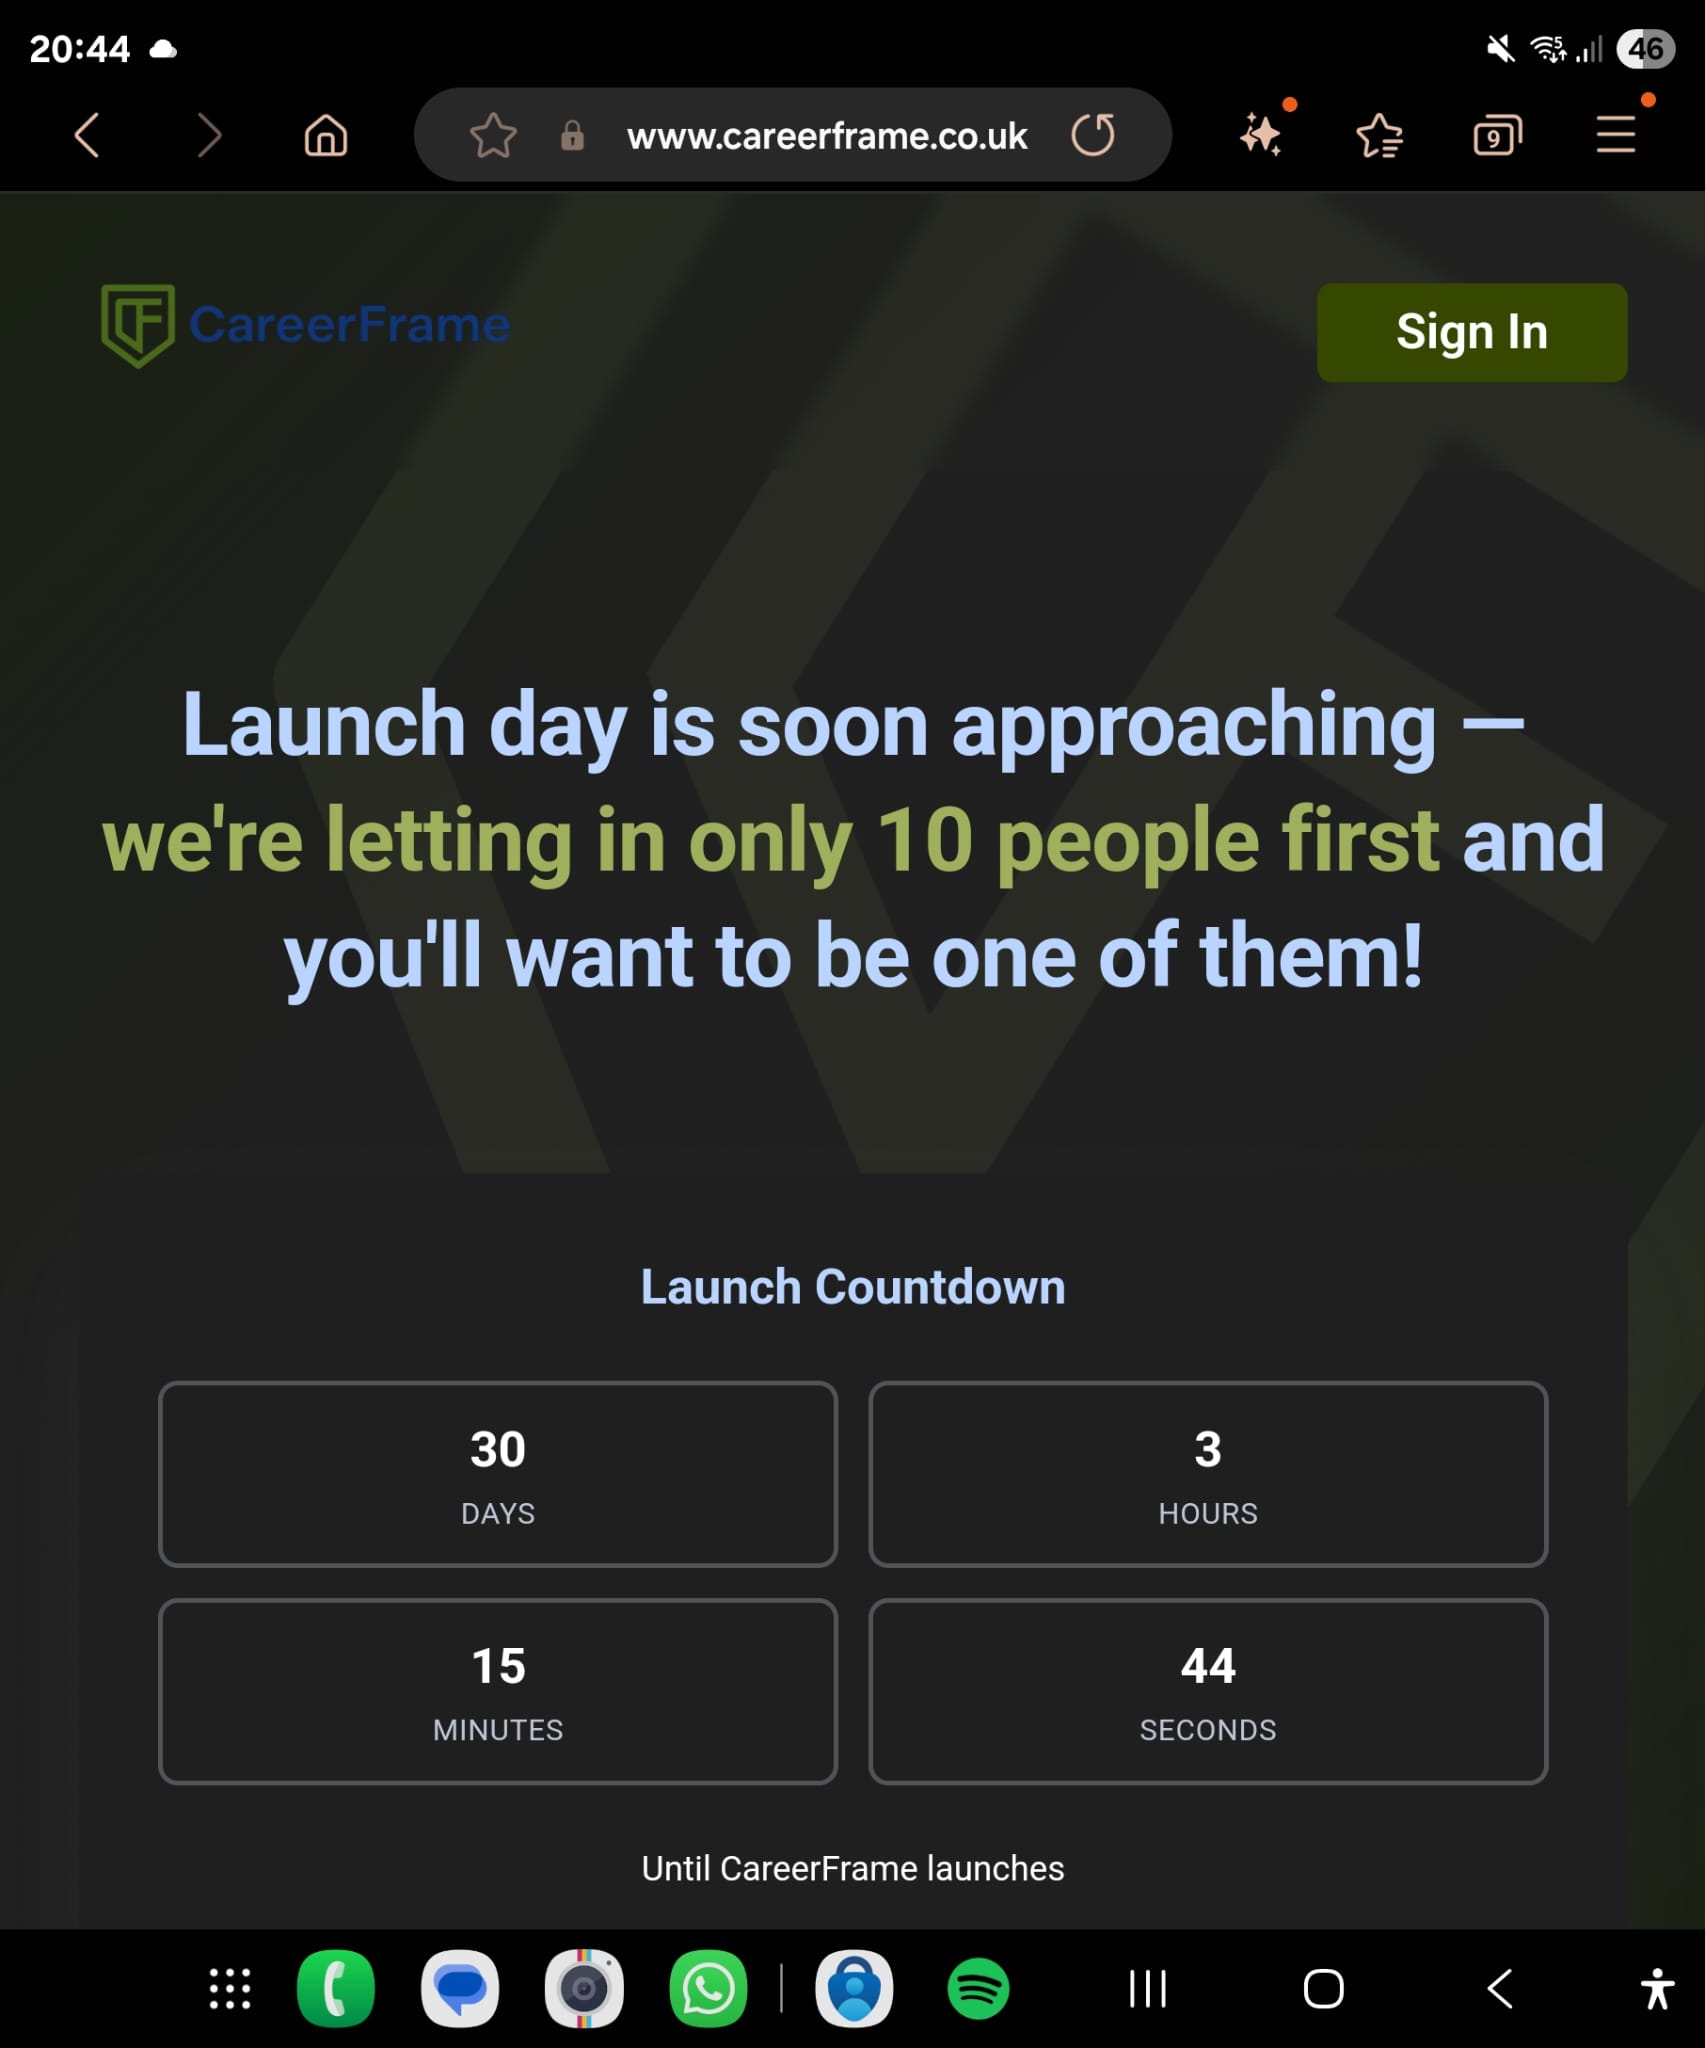 20:44
46
www.careerframe.co.uk
9
CareerFrame
Sign In
Launch day is soon approaching —
we're letting in only 10 people first and
you'll want to be one of them!
Launch Countdown
30
DAYS
3
HOURS
15
MINUTES
44
SECONDS
Until CareerFrame launches